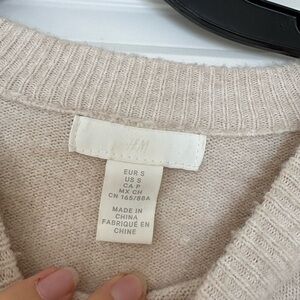 H&M
EUR S
US S
CA P
MX CH
CN 165/88A
MADE IN
CHINA
FABRIQUÉ EN
CHINE